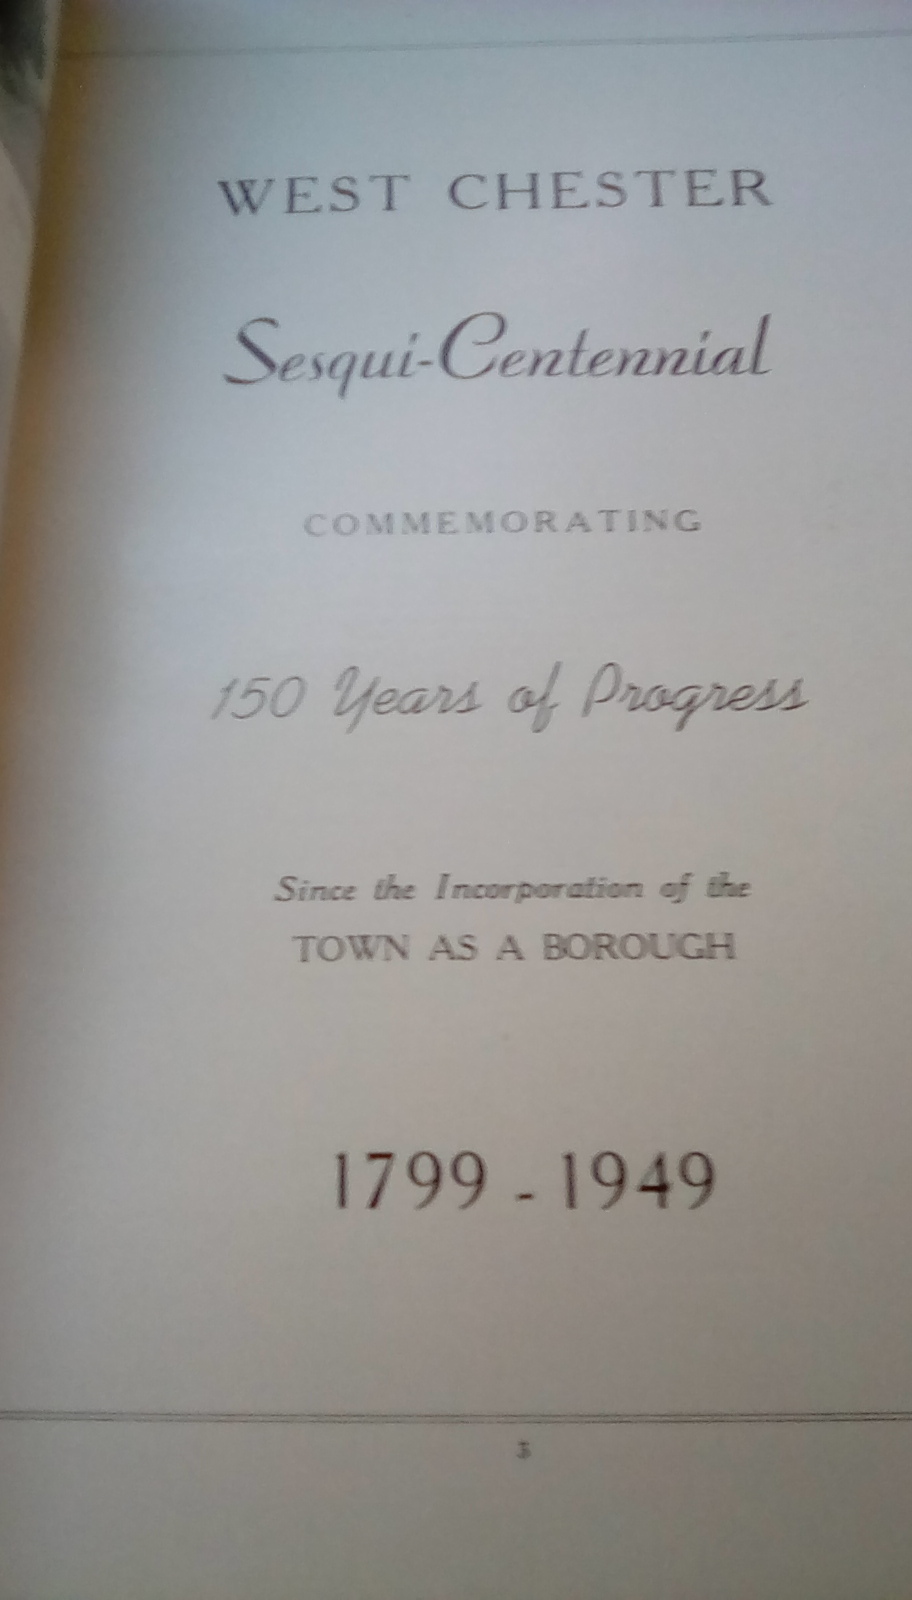 WEST CHESTER
Sesqui-Centennial
COMMEMORATING
150 Years of Progress
Since the Incorporation of the
TOWN AS A BOROUGH
1799 - 1949
3